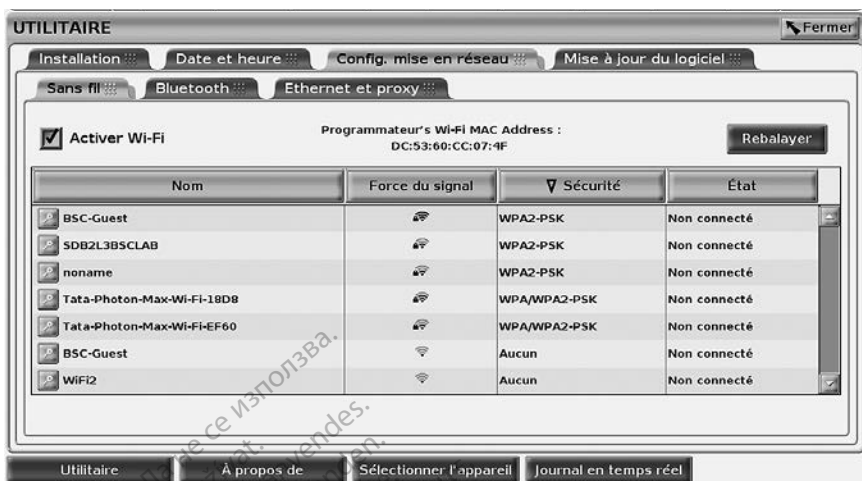 UTILITAIRE
Fermer
Installation
Date et heure
Config. mise en réseau
Mise à jour du logiciel
Sans fil
Bluetooth
Ethernet et proxy
Activer Wi-Fi
Programmateur's Wi-Fi MAC Address :
DC:53:60:CC:07:4F
Rebalayer
Nom Force du signal Sécurité État
BSC-Guest WPA2-PSK Non connecté
SDB2L3BSCLAB WPA2-PSK Non connecté
noname WPA2-PSK Non connecté
Tata-Photon-Max-Wi-Fi-18D8 WPA/WPA2-PSK Non connecté
Tata-Photon-Max-Wi-Fi-EF60 WPA/WPA2-PSK Non connecté
BSC-Guest Aucun Non connecté
WiFi2 Aucun Non connecté
не се използва.
Utilitaire
À propos de
Sélectionner l'appareil
Journal en temps réel